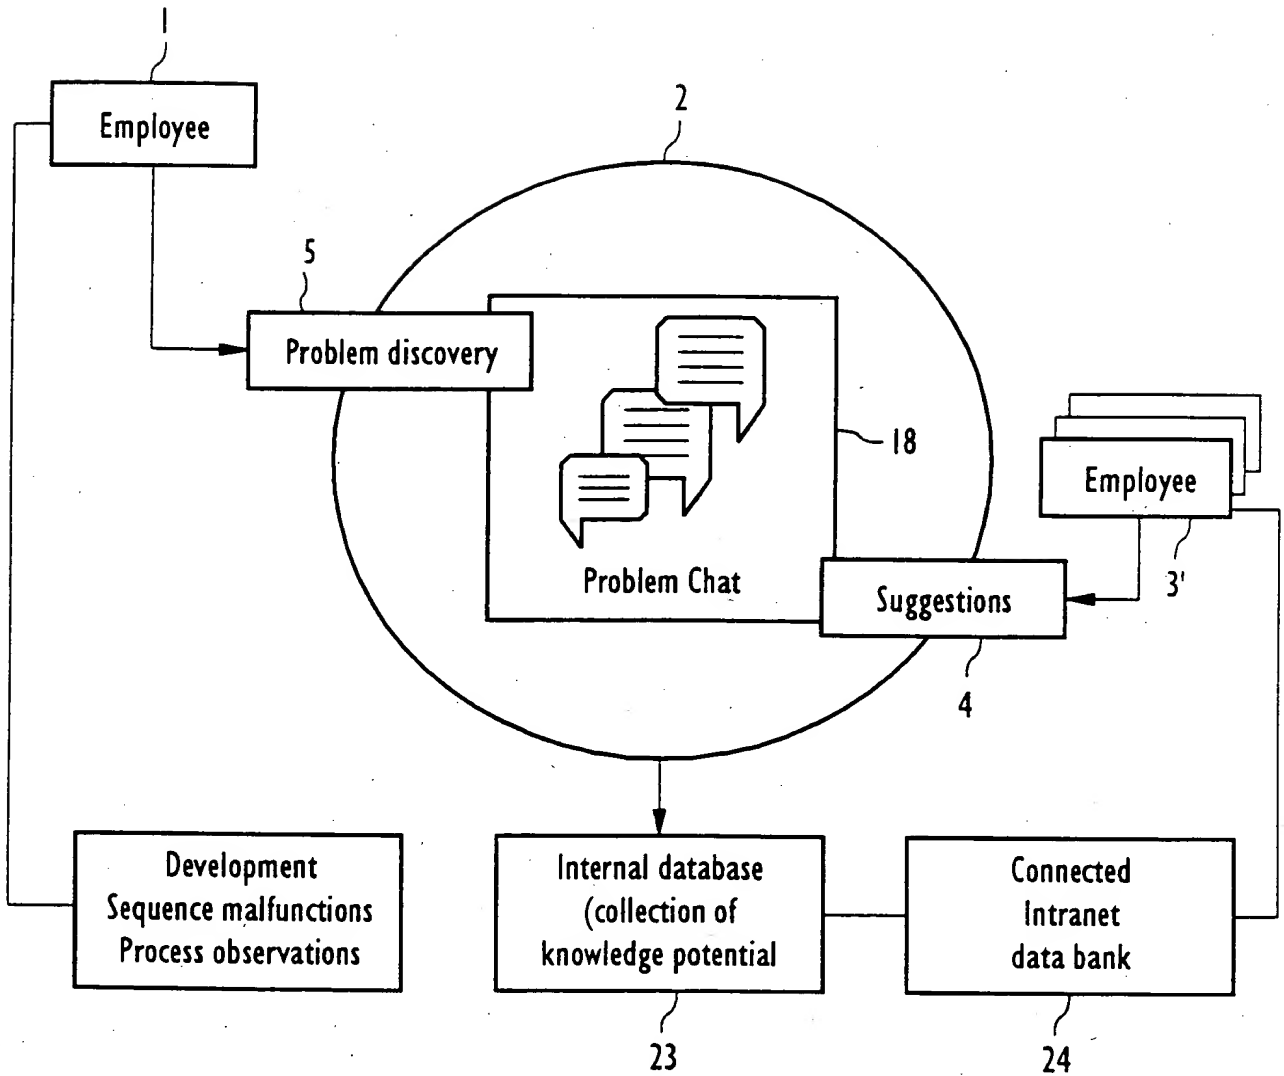 1
Employee
2
5
Problem discovery
18
Employee
3'
Problem Chat
Suggestions
4
Development
Sequence malfunctions
Process observations
Internal database
(collection of
knowledge potential
Connected
Intranet
data bank
23
24